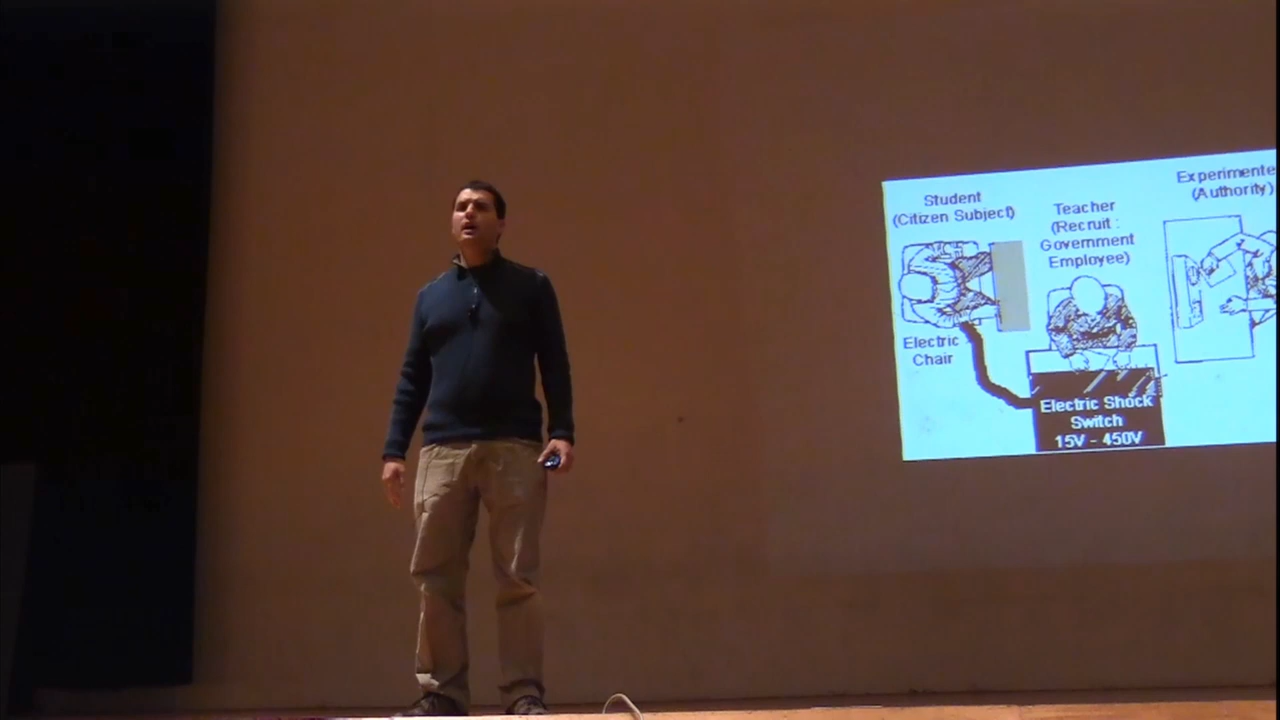 Student
(Citizen Subject)
Teacher
(Recruit :
Government
Employee)
Experimente
(Authority)
Electric
Chair
Electric Shock
Switch
15V - 450V